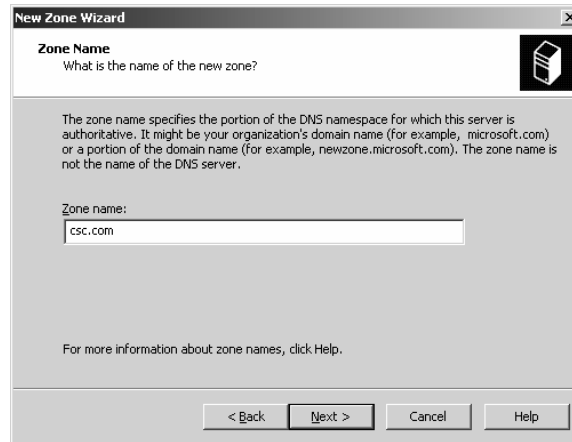 New Zone Wizard
Zone Name
What is the name of the new zone?
The zone name specifies the portion of the DNS namespace for which this server is
authoritative. It might be your organization's domain name (for example, microsoft.com)
or a portion of the domain name (for example, newzone.microsoft.com). The zone name is
not the name of the DNS server.
Zone name:
csc.com
For more information about zone names, click Help.
< Back Next > Cancel Help